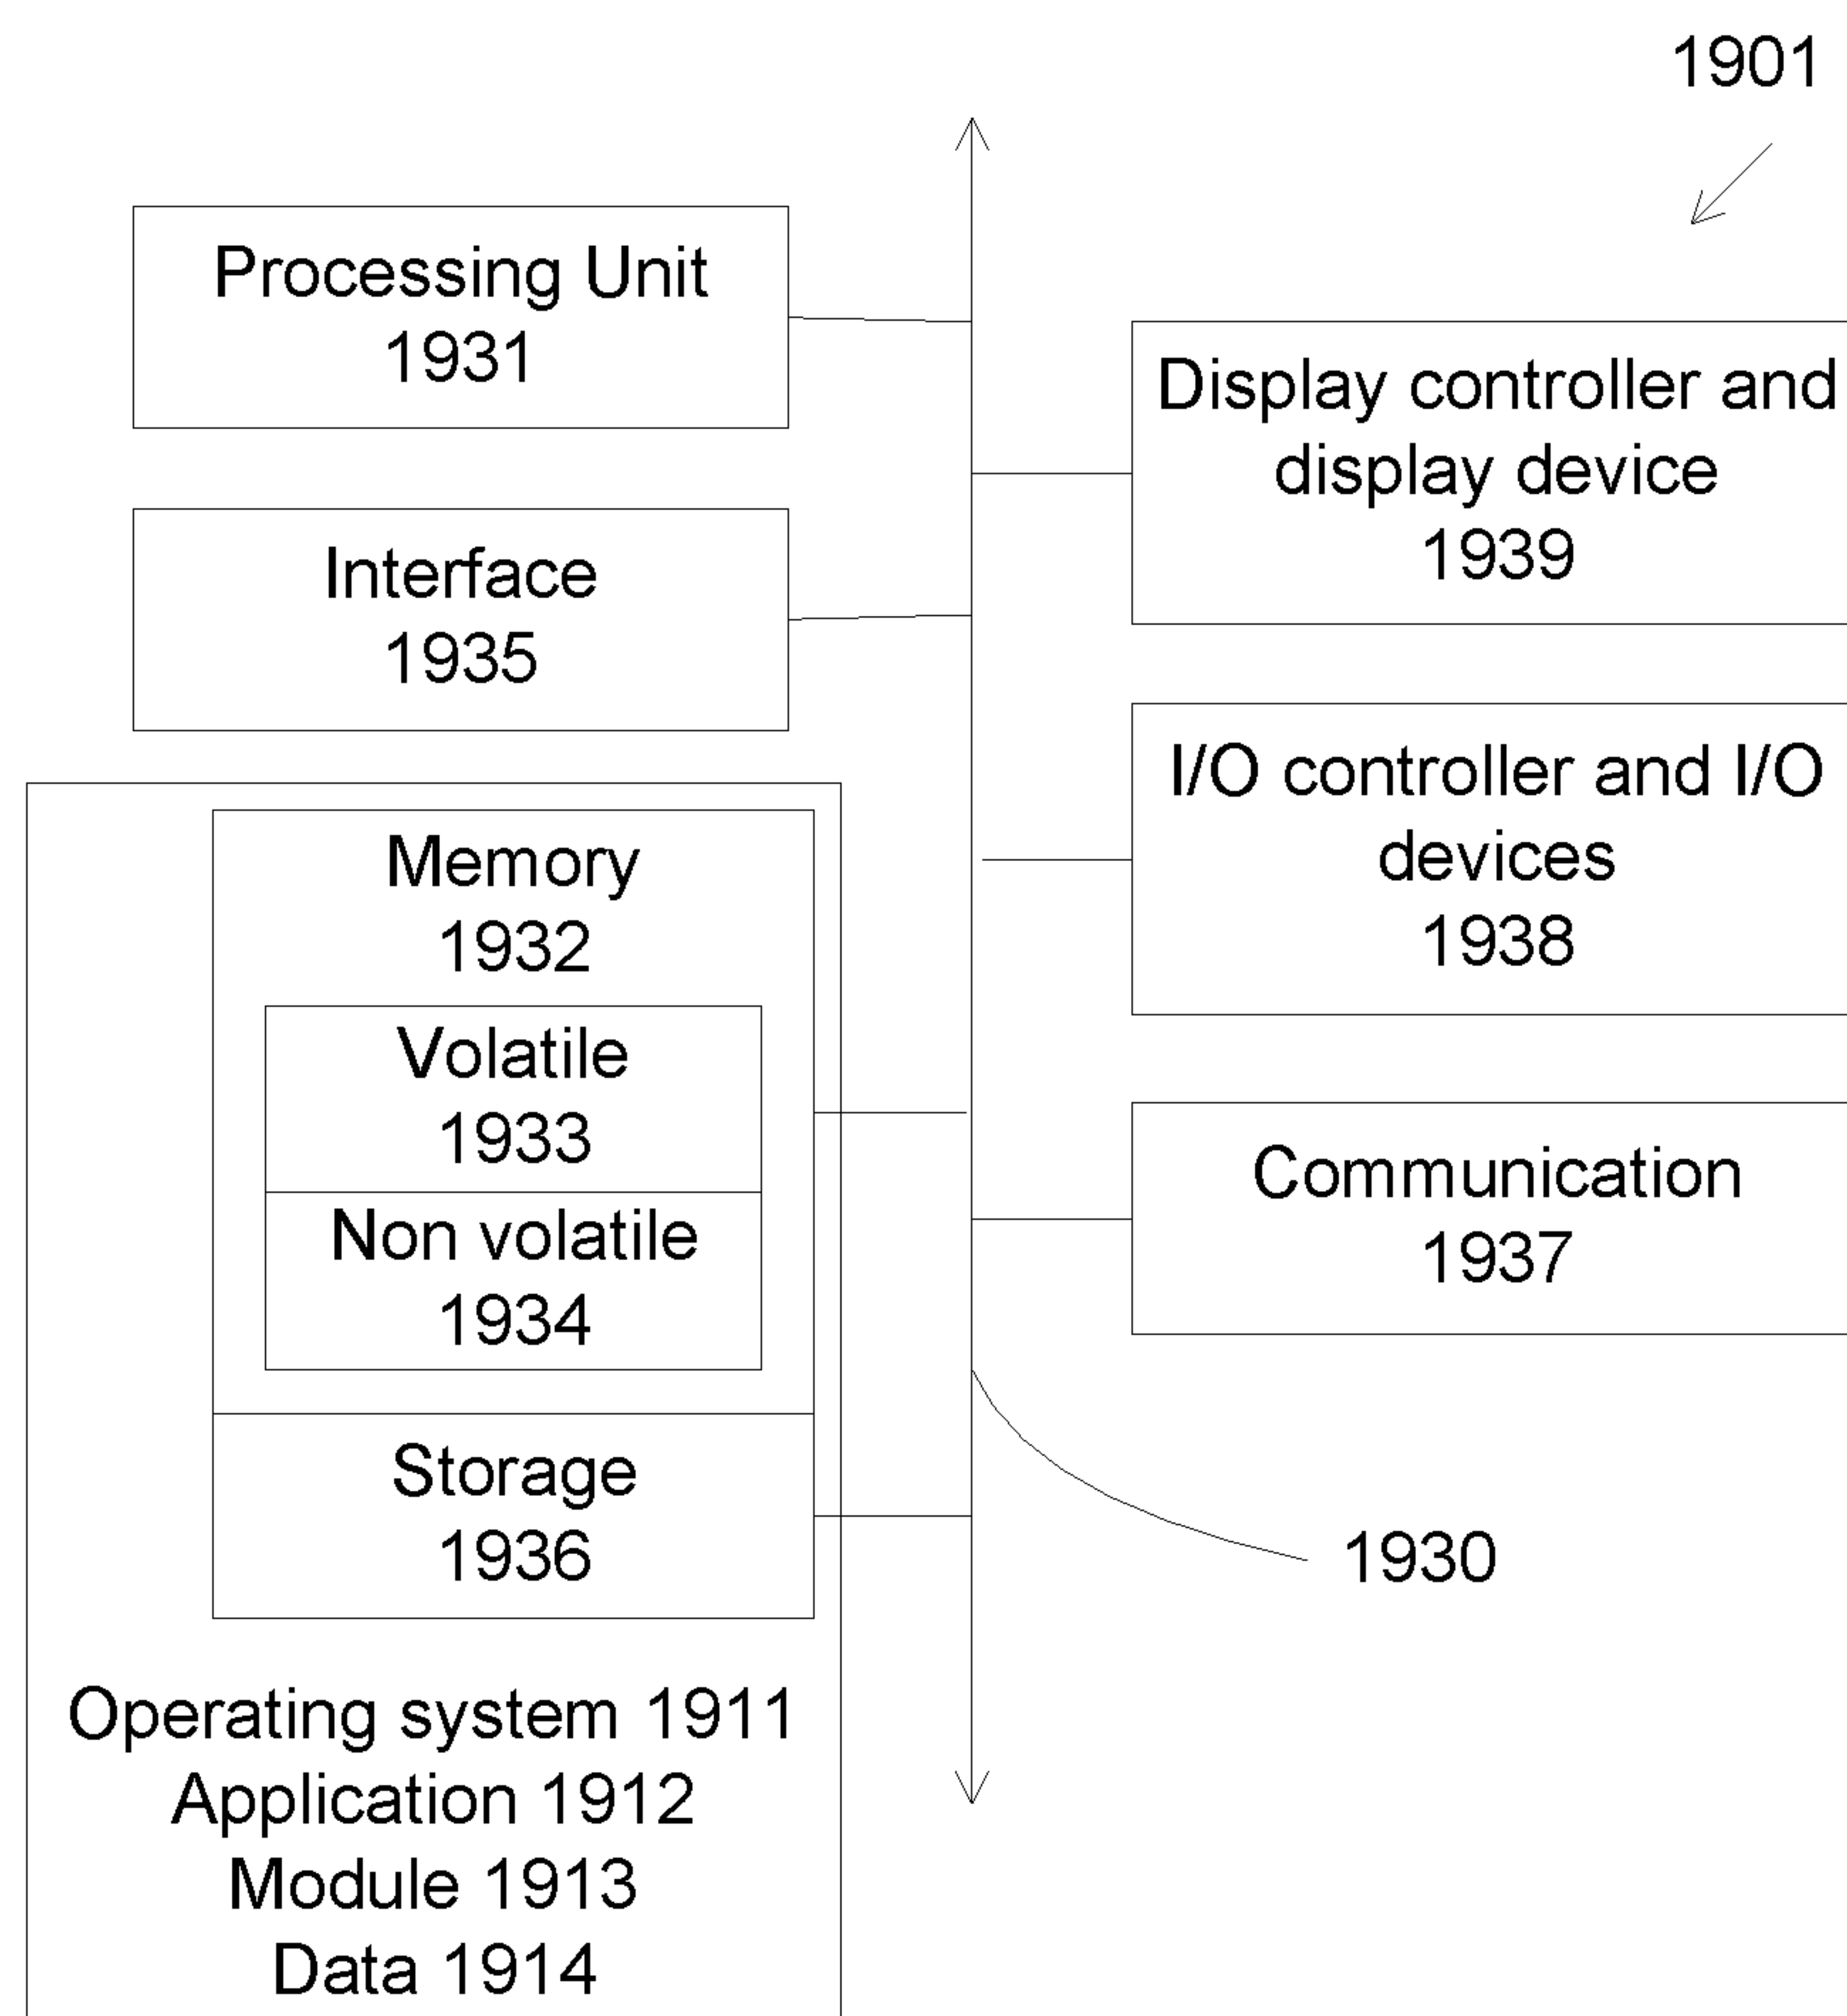 1901
Processing Unit
1931
Display controller and
display device
1939
Interface
1935
I/O controller and I/O
devices
1938
Memory
1932
Volatile
1933
Non volatile
1934
Communication
1937
Storage
1936
1930
Operating system 1911
Application 1912
Module 1913
Data 1914